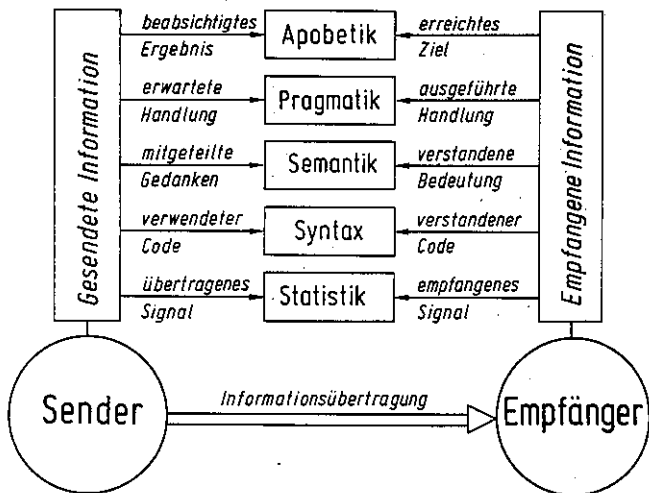 beabsichtigtes
Ergebnis
Apobetik
erreichtes
Ziel
erwartete
Handlung
Pragmatik
ausgeführte
Handlung
mitgeteilte
Gedanken
Semantik
verstandene
Bedeutung
verwendeter
Code
Syntax
verstandener
Code
übertragenes
Signal
Statistik
empfangenes
Signal
Gesendete Information
Empfangene Information
Sender
Informationsübertragung
Empfänger